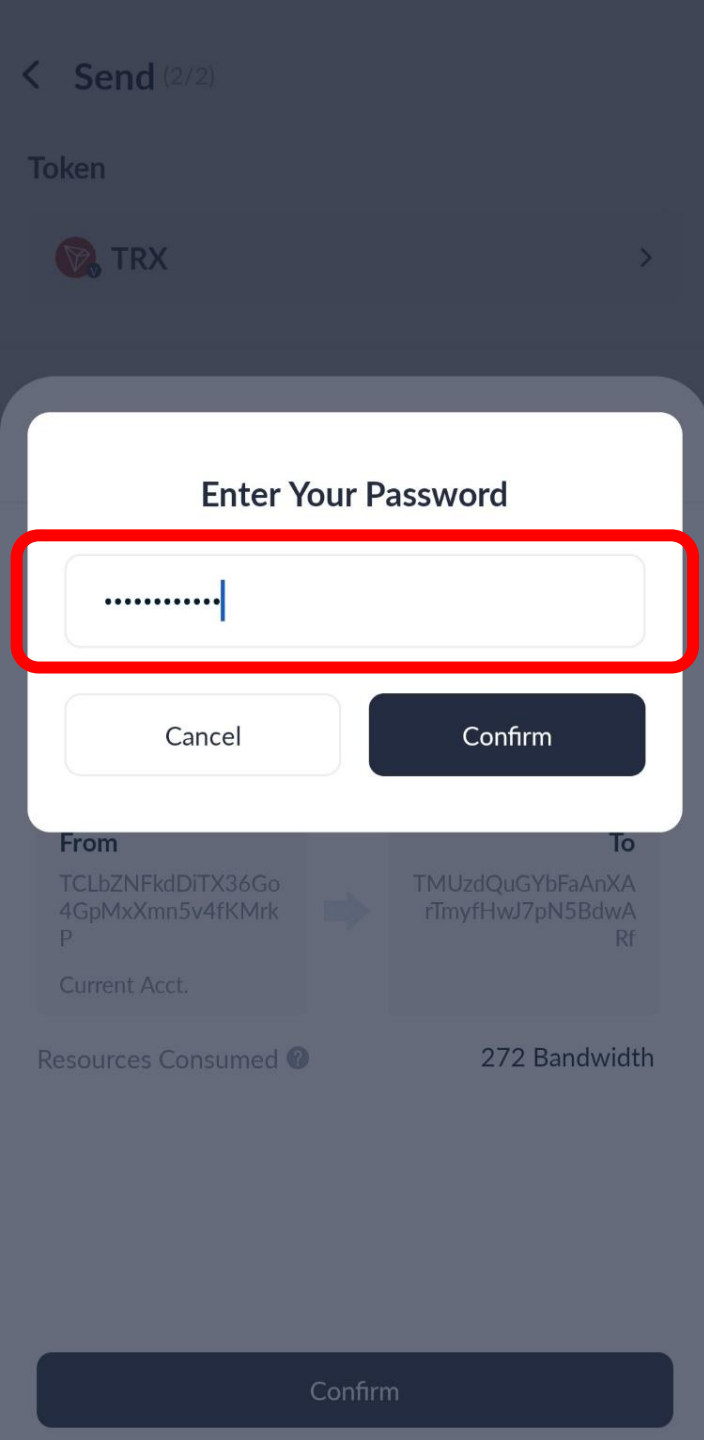 Send (2/2)
Token
TRX
Enter Your Password
••••••••••••
Cancel
Confirm
From
TCLbZNFkdDiTX36Go
4GpMxXmn5v4fKMrk
P
Current Acct.
To
TMUzdQuGYbFaAnXA
rTmyfHwJ7pN5BdwA
Rf
Resources Consumed ?
272 Bandwidth
Confirm